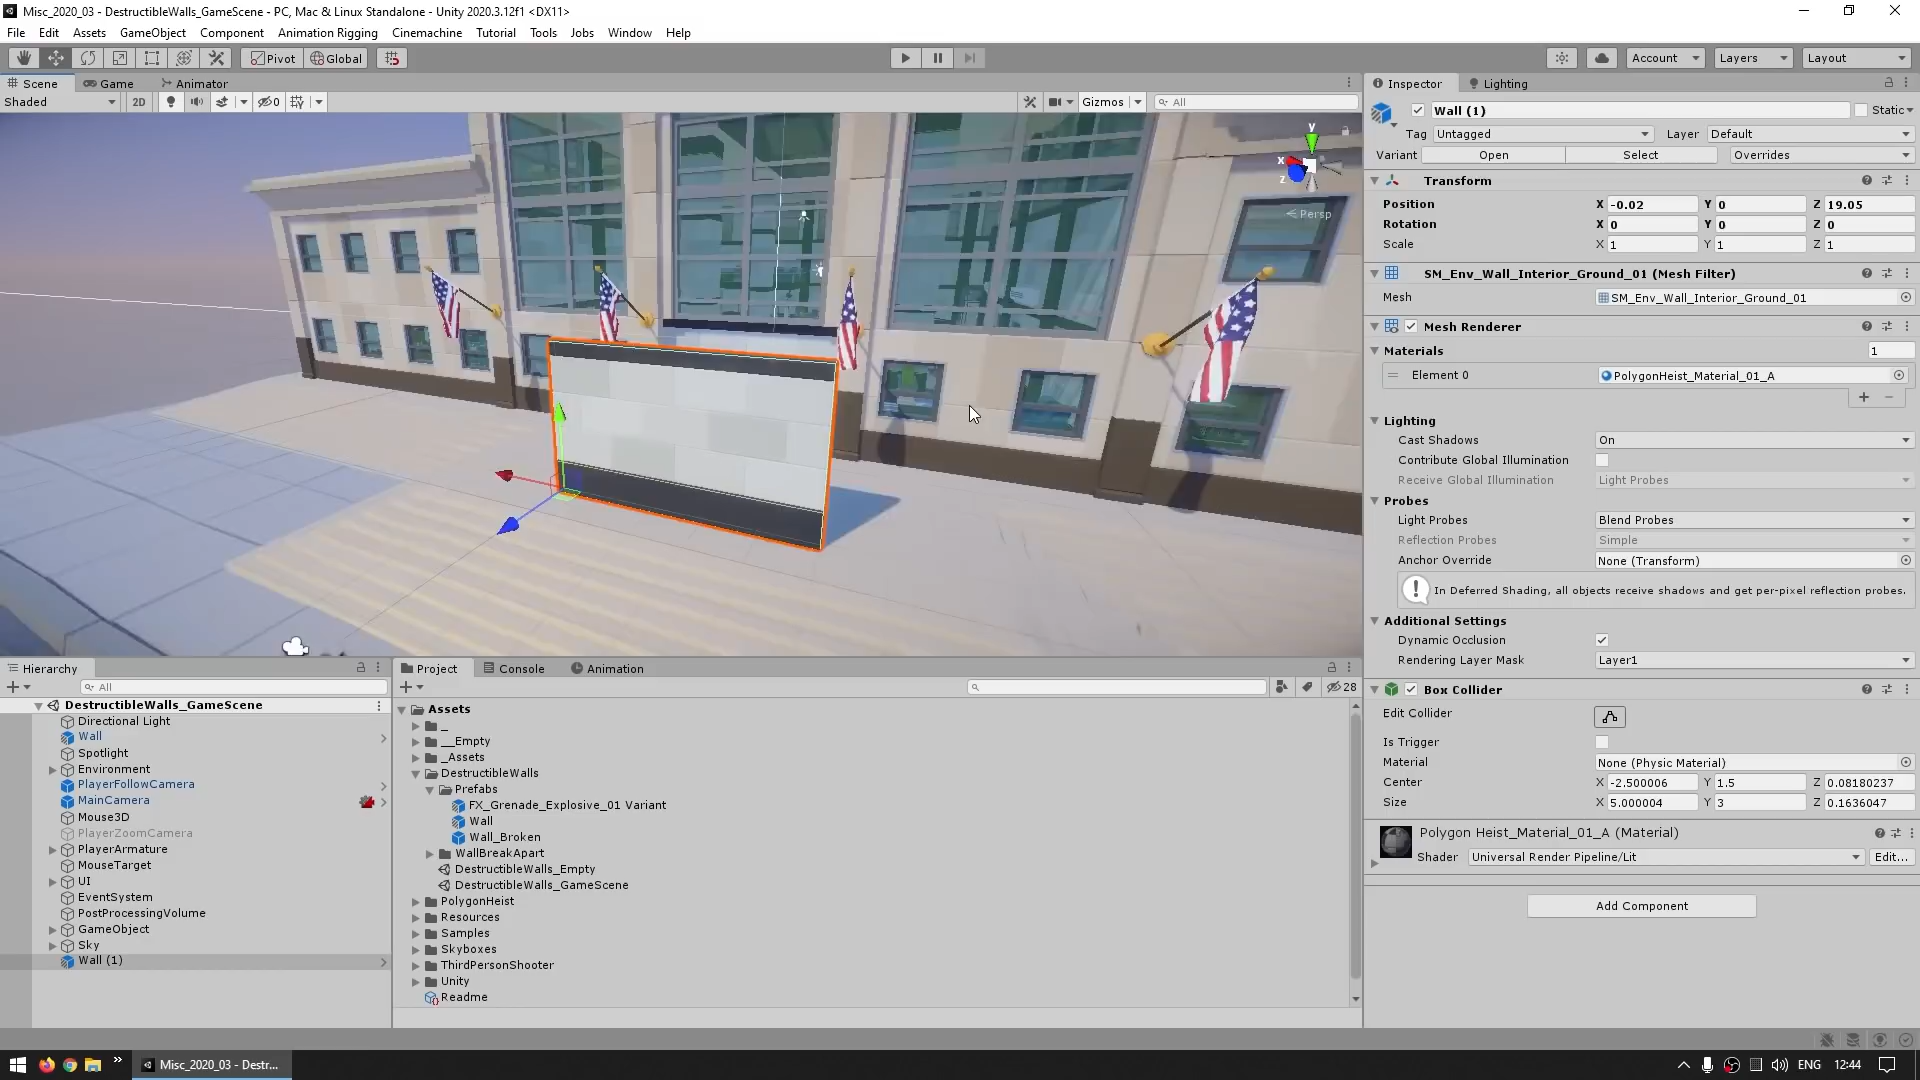 Misc_2020_03 - DestructibleWalls_GameScene - PC, Mac & Linux Standalone - Unity 2020.3.12f1 <DX11>
File Edit Assets GameObject Component Animation Rigging Cinemachine Tutorial Tools Jobs Window Help
Pivot Global Account Layers Layout
Scene Game Animator
Shaded 2D 0 Gizmos All
y
x
z
Persp
Inspector Lighting
Wall (1) Static
Tag Untagged Layer Default
Variant Open Select Overrides
Transform
Position X -0.02 Y 0 Z 19.05
Rotation X 0 Y 0 Z 0
Scale X 1 Y 1 Z 1
SM_Env_Wall_Interior_Ground_01 (Mesh Filter)
Mesh SM_Env_Wall_Interior_Ground_01
Mesh Renderer
Materials 1
Element 0 PolygonHeist_Material_01_A
Lighting
Cast Shadows On
Contribute Global Illumination
Receive Global Illumination Light Probes
Probes
Light Probes Blend Probes
Reflection Probes Simple
Anchor Override None (Transform)
In Deferred Shading, all objects receive shadows and get per-pixel reflection probes.
Additional Settings
Dynamic Occlusion
Rendering Layer Mask Layer1
Box Collider
Edit Collider
Is Trigger
Material None (Physic Material)
Center X -2.500006 Y 1.5 Z 0.08180237
Size X 5.000004 Y 3 Z 0.1636047
Polygon Heist_Material_01_A (Material)
Shader Universal Render Pipeline/Lit Edit...
Add Component
Hierarchy
All
DestructibleWalls_GameScene
Directional Light
Wall
Spotlight
Environment
PlayerFollowCamera
MainCamera
Mouse3D
PlayerZoomCamera
PlayerArmature
MouseTarget
UI
EventSystem
PostProcessingVolume
GameObject
Sky
Wall (1)
Project Console Animation
28
Assets
_
__Empty
_Assets
DestructibleWalls
Prefabs
FX_Grenade_Explosive_01 Variant
Wall
Wall_Broken
WallBreakApart
DestructibleWalls_Empty
DestructibleWalls_GameScene
PolygonHeist
Resources
Samples
Skyboxes
ThirdPersonShooter
Unity
Readme
Misc_2020_03 - Destr... ENG 12:44